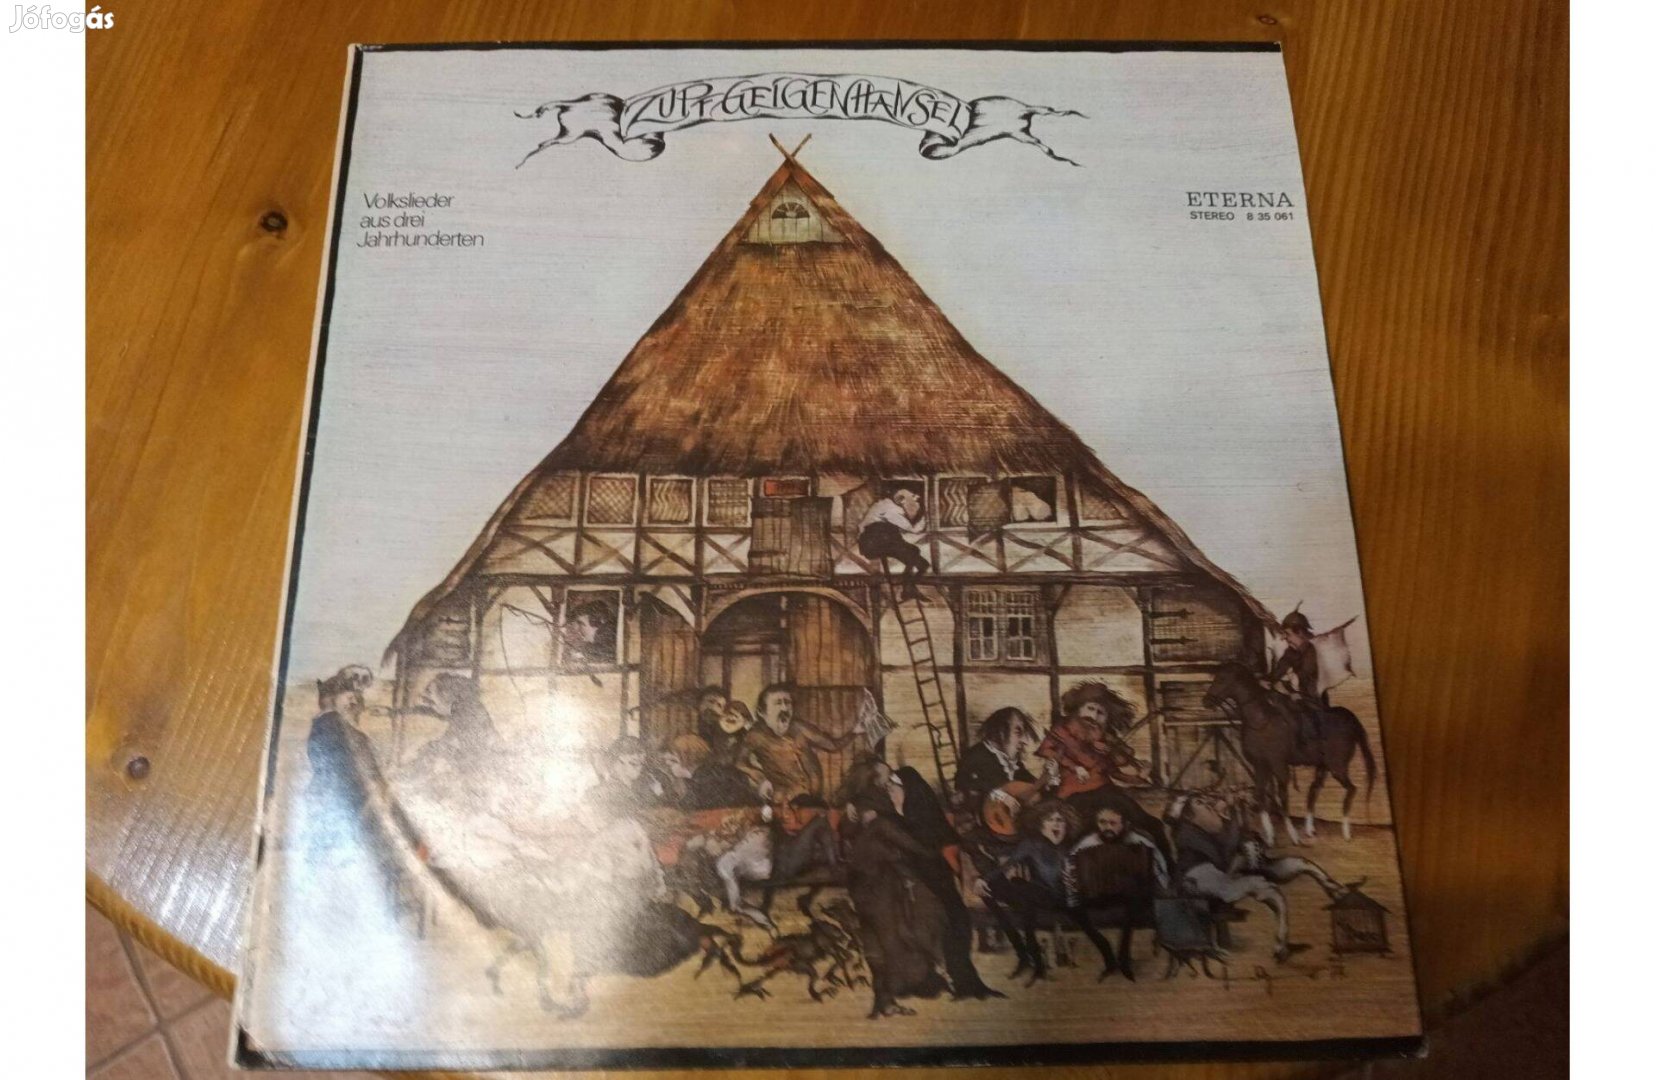 Jófogás
ZUPFGEIGENHANSEL
Volkslieder
aus drei
Jahrhunderten
ETERNA
STEREO 8 35 061